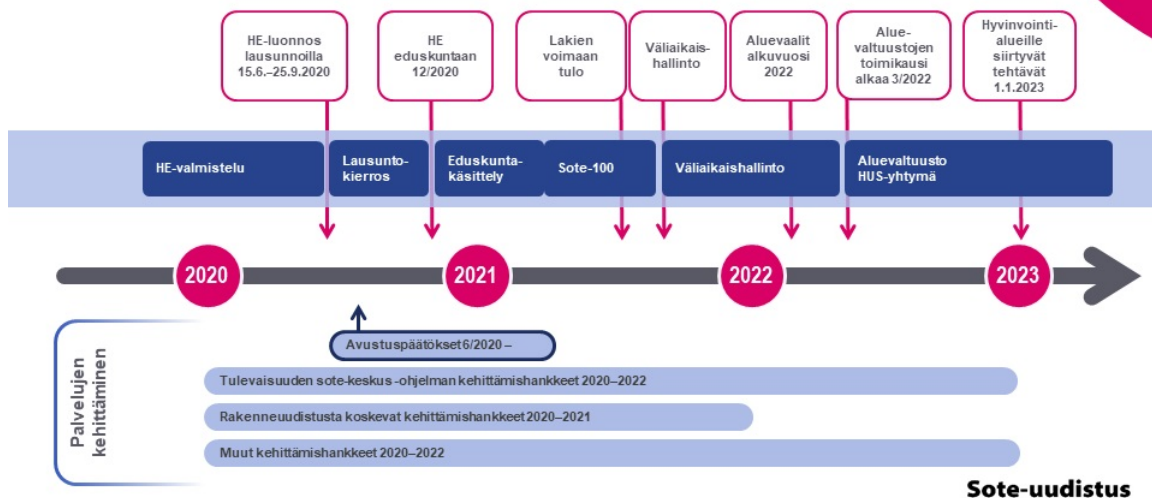 HE-luonnos
lausunnoilla
15.6.–25.9.2020
HE
eduskuntaan
12/2020
Lakien
voimaan
tulo
Väliaikais-
hallinto
Aluevaalit
alkuvuosi
2022
Alue-
valtuustojen
toimikausi
alkaa 3/2022
Hyvinvointi-
alueille
siirtyvät
tehtävät
1.1.2023
HE-valmistelu
Lausunto-
kierros
Eduskunta-
käsittely
Sote-100
Väliaikaishallinto
Aluevaltuusto
HUS-yhtymä
2020
2021
2022
2023
Palvelujen
kehittäminen
Avustuspäätökset 6/2020 –
Tulevaisuuden sote-keskus -ohjelman kehittämishankkeet 2020–2022
Rakenneuudistusta koskevat kehittämishankkeet 2020–2021
Muut kehittämishankkeet 2020–2022
Sote-uudistus